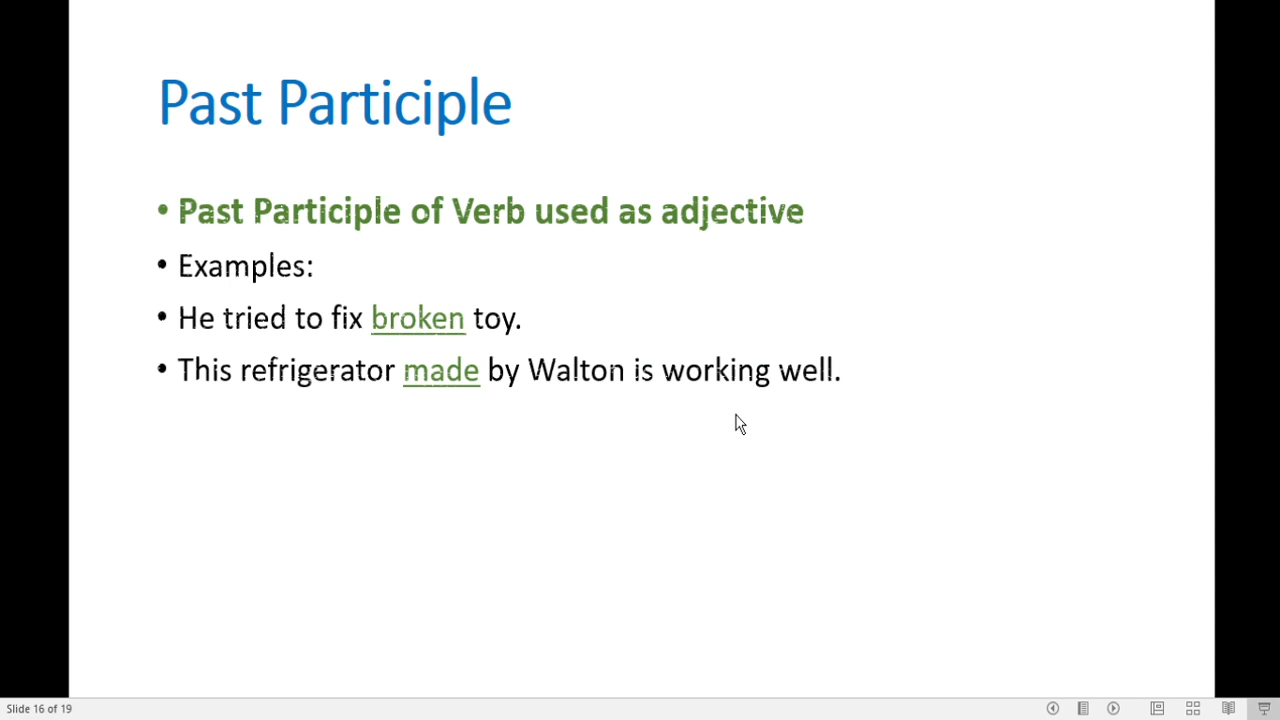 Past Participle
• Past Participle of Verb used as adjective
• Examples:
• He tried to fix broken toy.
• This refrigerator made by Walton is working well.
Slide 16 of 19